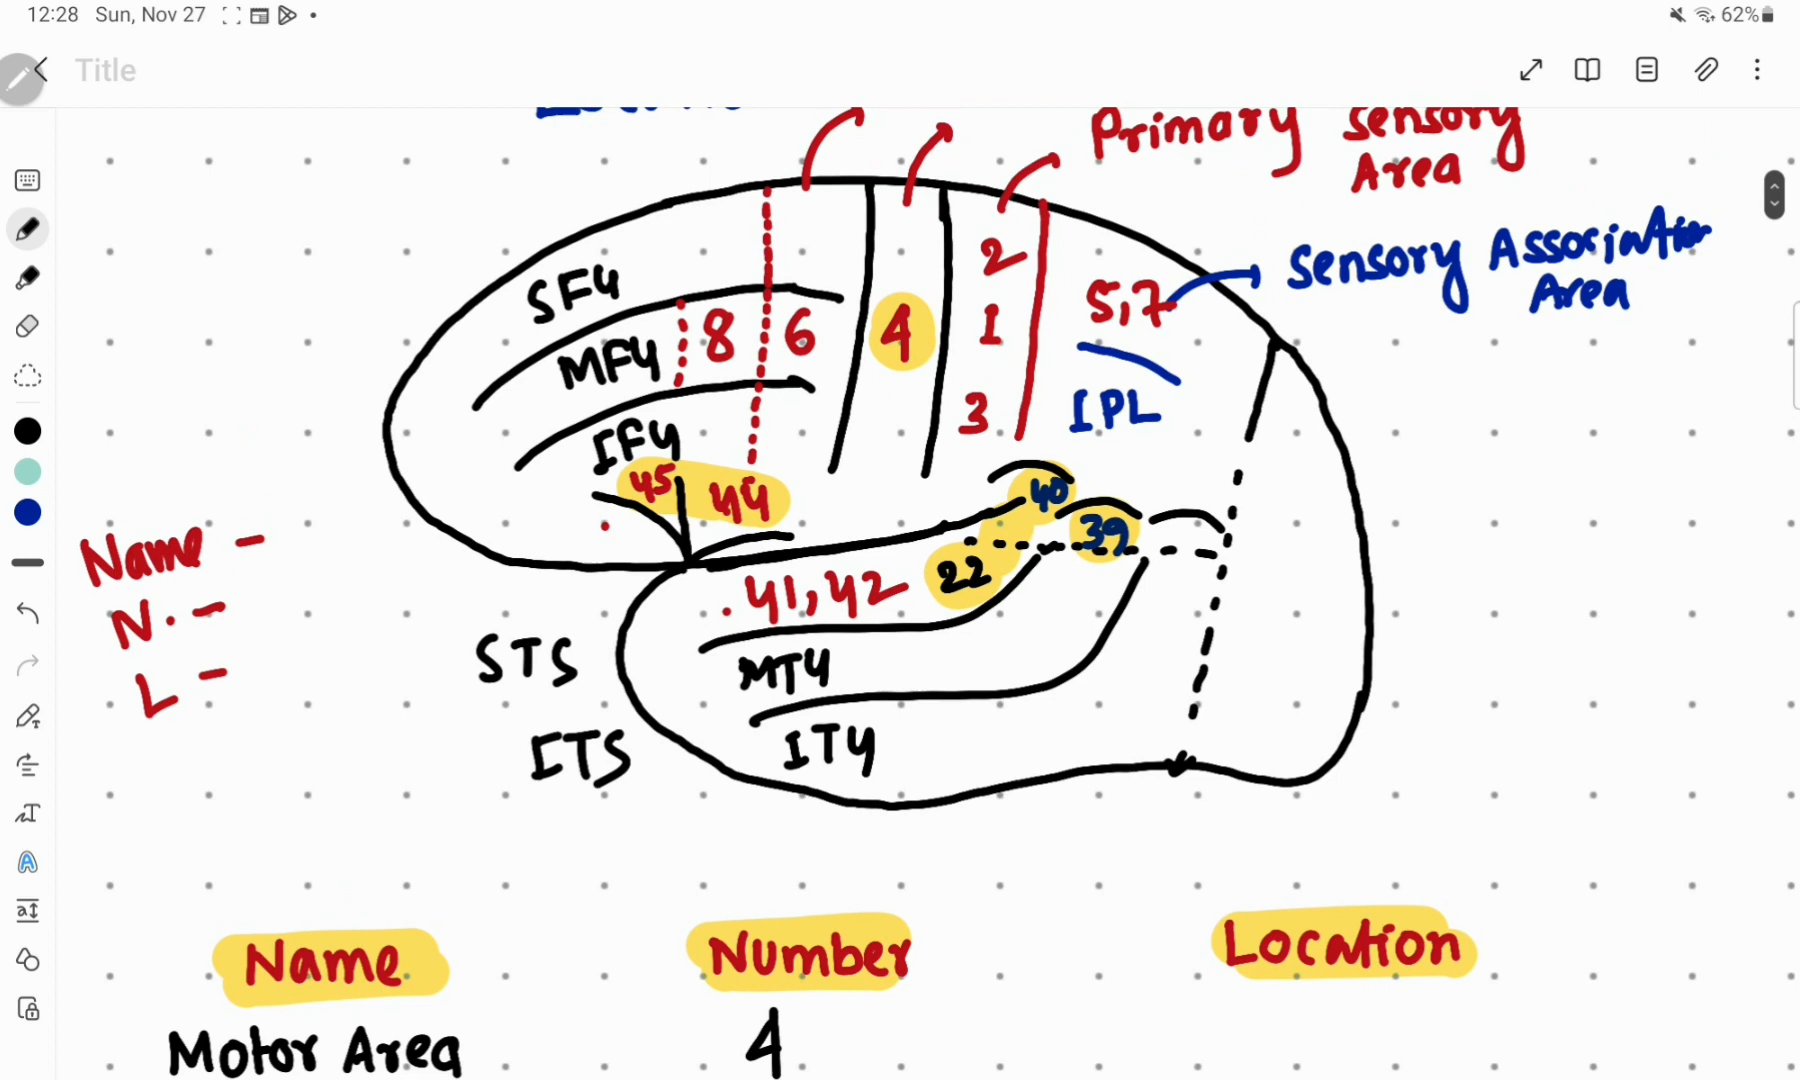 12:28 Sun, Nov 27
62%
Title
Primary Sensory
Area
Sensory Association
Area
2
SFG
5,7
8
6
4
1
MFG
IPL
3
IFG
45
44
40
39
Name -
22
41,42
N. -
STS
MTG
L -
ITS
ITG
Name Number Location
Motor Area 4